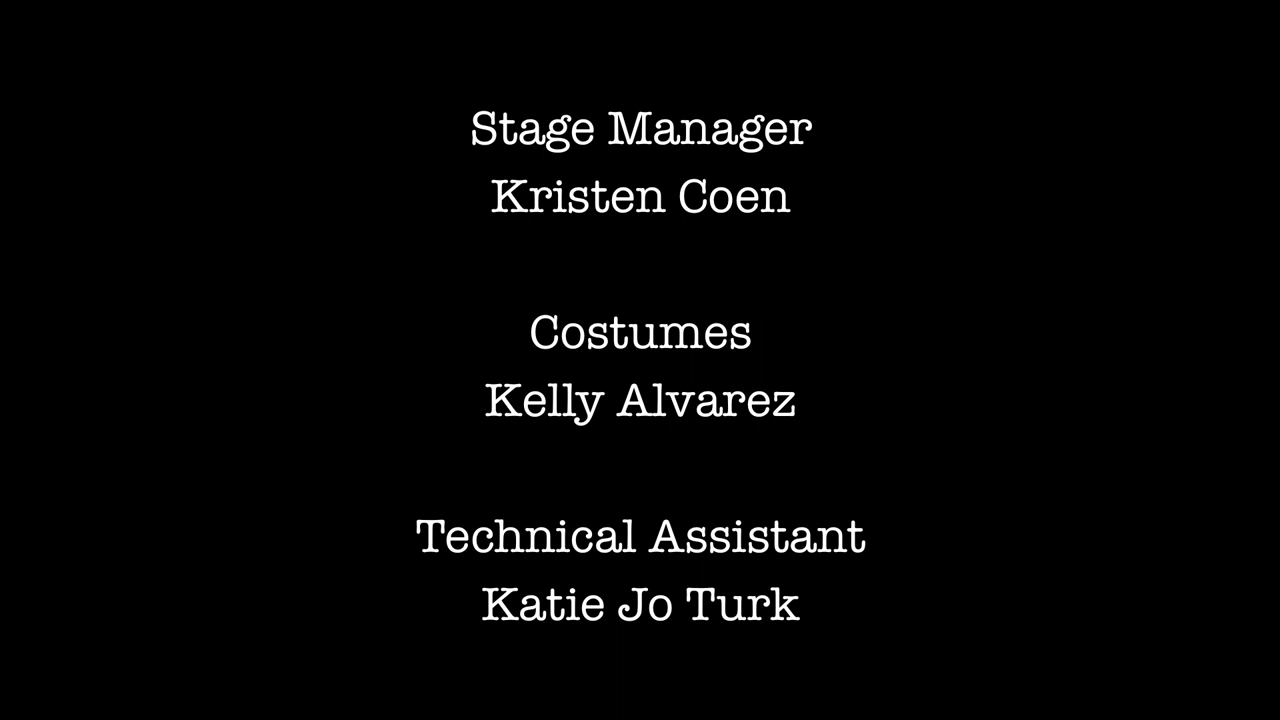 Stage Manager
Kristen Coen
Costumes
Kelly Alvarez
Technical Assistant
Katie Jo Turk